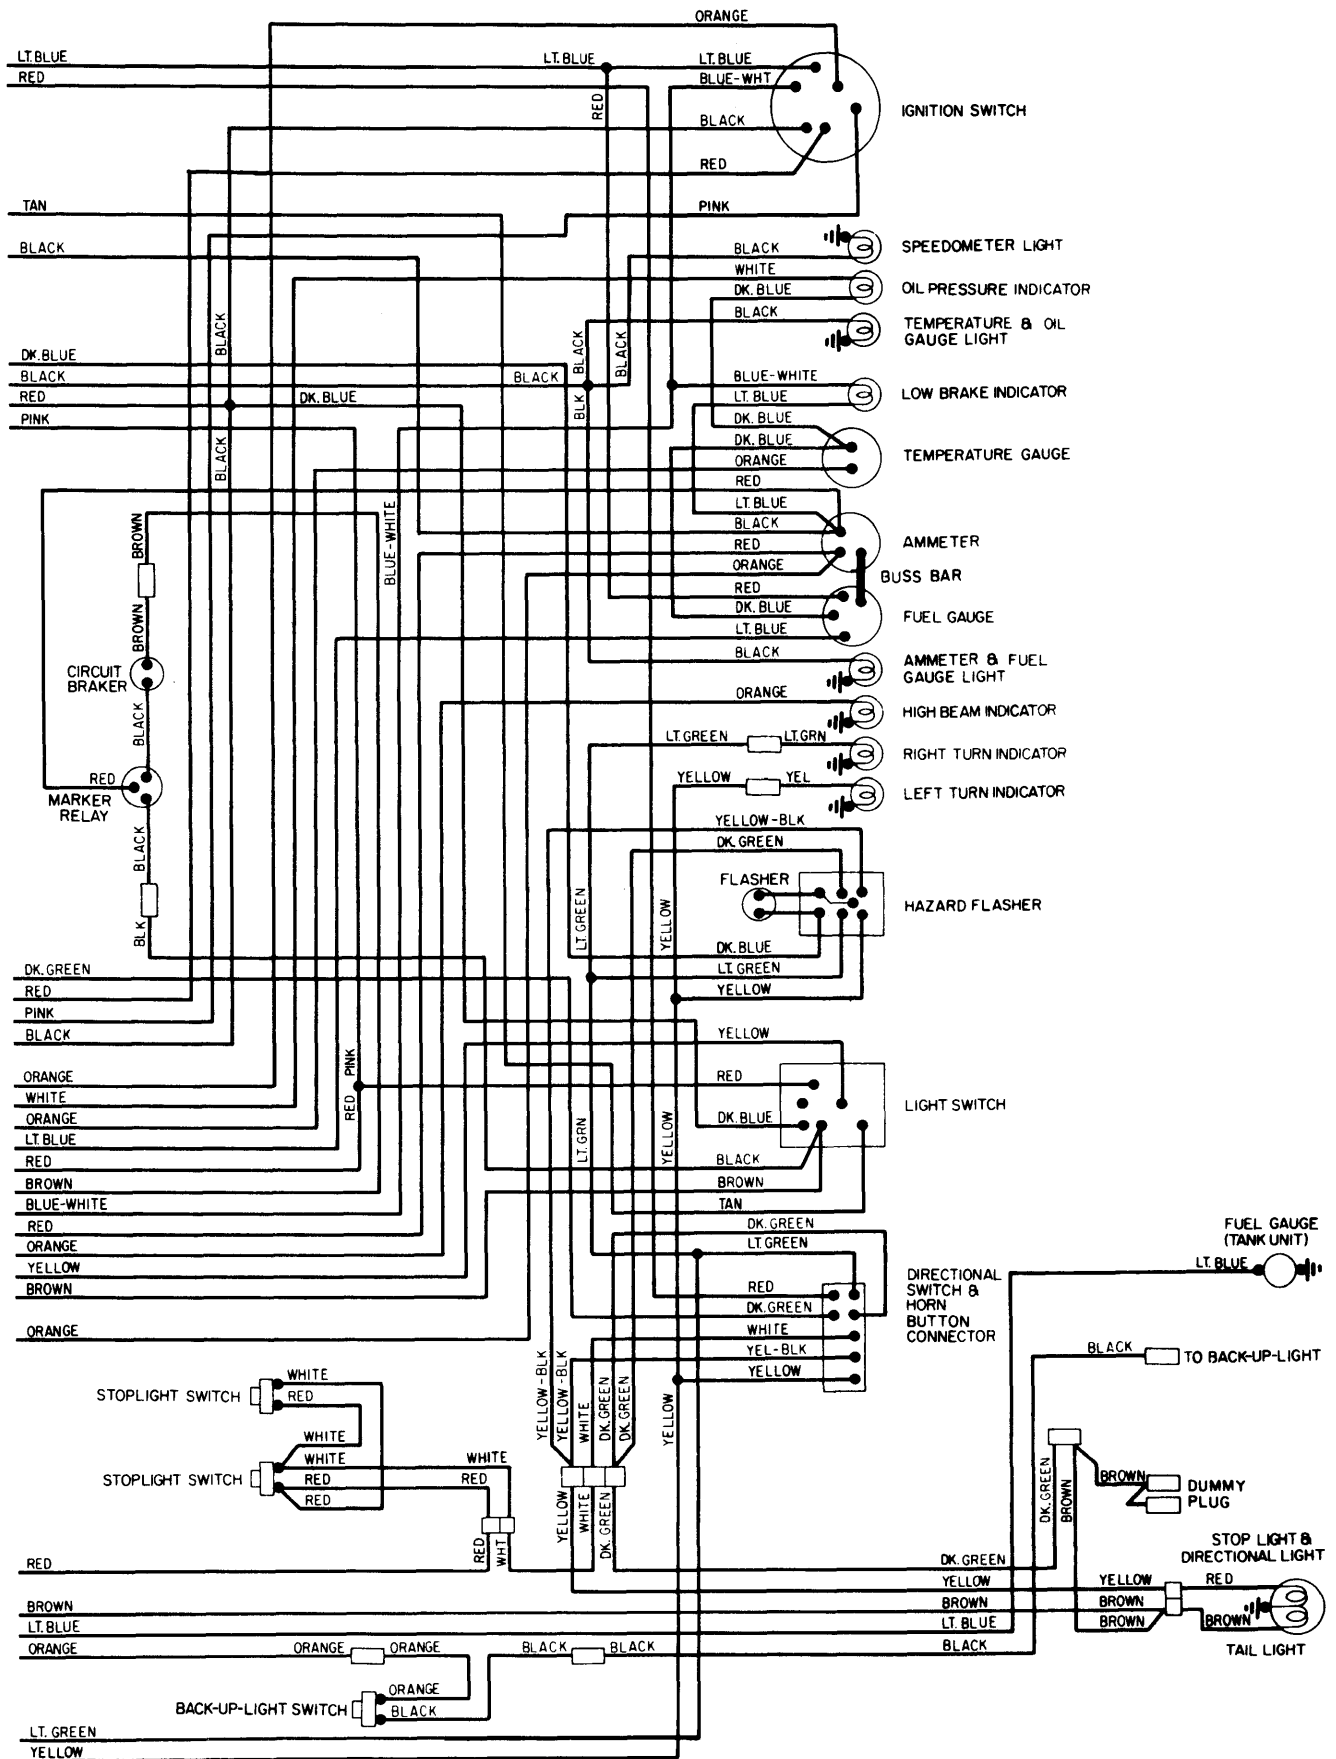 ORANGE
LT. BLUE
LT. BLUE
LT. BLUE
RED
BLUE-WHT
RED
IGNITION SWITCH
BLACK
RED
TAN
PINK
BLACK
BLACK
SPEEDOMETER LIGHT
WHITE
DK. BLUE
OIL PRESSURE INDICATOR
BLACK
TEMPERATURE & OIL
GAUGE LIGHT
BLACK
BLACK
BLACK
DK. BLUE
BLACK
BLACK
BLUE-WHITE
RED
DK. BLUE
BLK
LT. BLUE
LOW BRAKE INDICATOR
PINK
DK. BLUE
BLACK
DK. BLUE
ORANGE
TEMPERATURE GAUGE
RED
LT. BLUE
BROWN
BLUE-WHITE
BLACK
RED
AMMETER
ORANGE
BUSS BAR
RED
DK. BLUE
FUEL GAUGE
BROWN
LT. BLUE
BLACK
AMMETER & FUEL
GAUGE LIGHT
CIRCUIT
BRAKER
ORANGE
HIGH BEAM INDICATOR
BLACK
LT. GREEN
LT. GRN
RIGHT TURN INDICATOR
RED
YELLOW
YEL
LEFT TURN INDICATOR
MARKER
RELAY
YELLOW-BLK
BLACK
DK. GREEN
FLASHER
HAZARD FLASHER
LT. GREEN
YELLOW
BLK
DK. BLUE
DK. GREEN
LT. GREEN
RED
YELLOW
PINK
BLACK
YELLOW
PINK
ORANGE
RED
WHITE
RED
LIGHT SWITCH
ORANGE
DK. BLUE
LT. BLUE
LT. GRN
YELLOW
RED
BLACK
BROWN
BROWN
BLUE-WHITE
TAN
RED
DK. GREEN
ORANGE
LT. GREEN
FUEL GAUGE
(TANK UNIT)
YELLOW
LT. BLUE
BROWN
RED
DIRECTIONAL
SWITCH &
HORN
BUTTON
CONNECTOR
DK. GREEN
ORANGE
WHITE
YEL-BLK
BLACK
TO BACK-UP-LIGHT
YELLOW
WHITE
STOPLIGHT SWITCH
RED
YELLOW-BLK
YELLOW-BLK
WHITE
DK. GREEN
DK. GREEN
YELLOW
WHITE
WHITE
WHITE
STOPLIGHT SWITCH
RED
RED
RED
BROWN
DUMMY
PLUG
DK. GREEN
BROWN
YELLOW
WHITE
DK. GREEN
RED
WHT
STOP LIGHT &
DIRECTIONAL LIGHT
RED
DK. GREEN
YELLOW
YELLOW
RED
BROWN
BROWN
BROWN
LT. BLUE
LT. BLUE
BROWN
BROWN
ORANGE
ORANGE
ORANGE
BLACK
BLACK
BLACK
TAIL LIGHT
ORANGE
BACK-UP-LIGHT SWITCH
BLACK
LT. GREEN
YELLOW